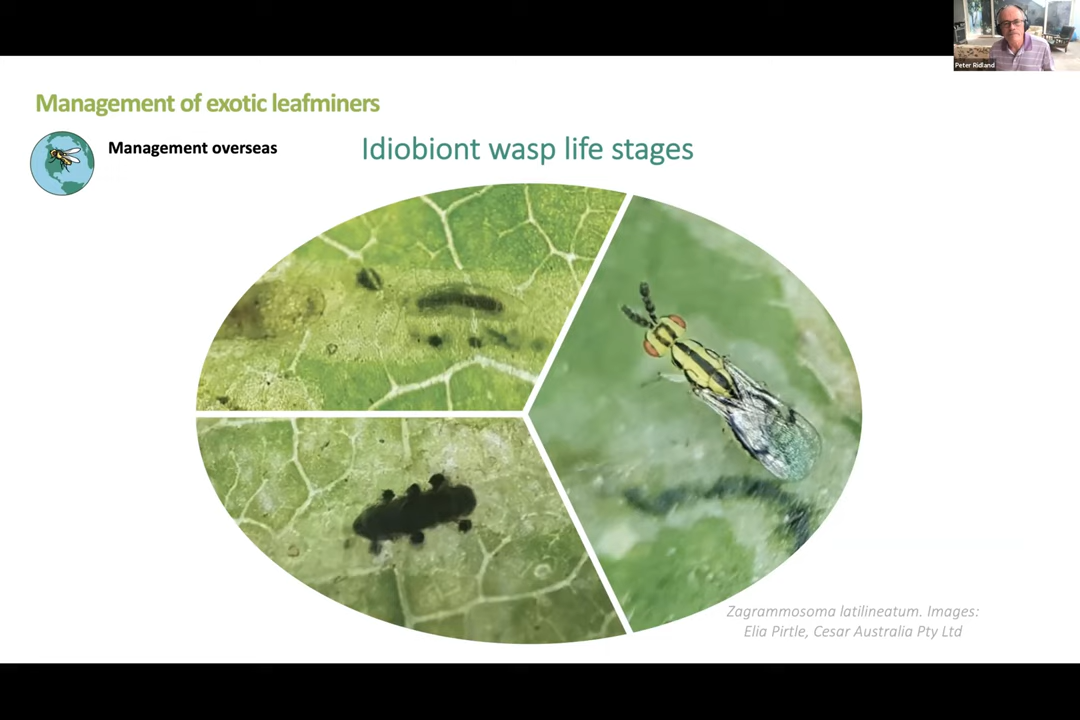 Peter Ridland
Management of exotic leafminers
Management overseas
Idiobiont wasp life stages
Zagrammosoma latilineatum. Images:
Elia Pirtle, Cesar Australia Pty Ltd